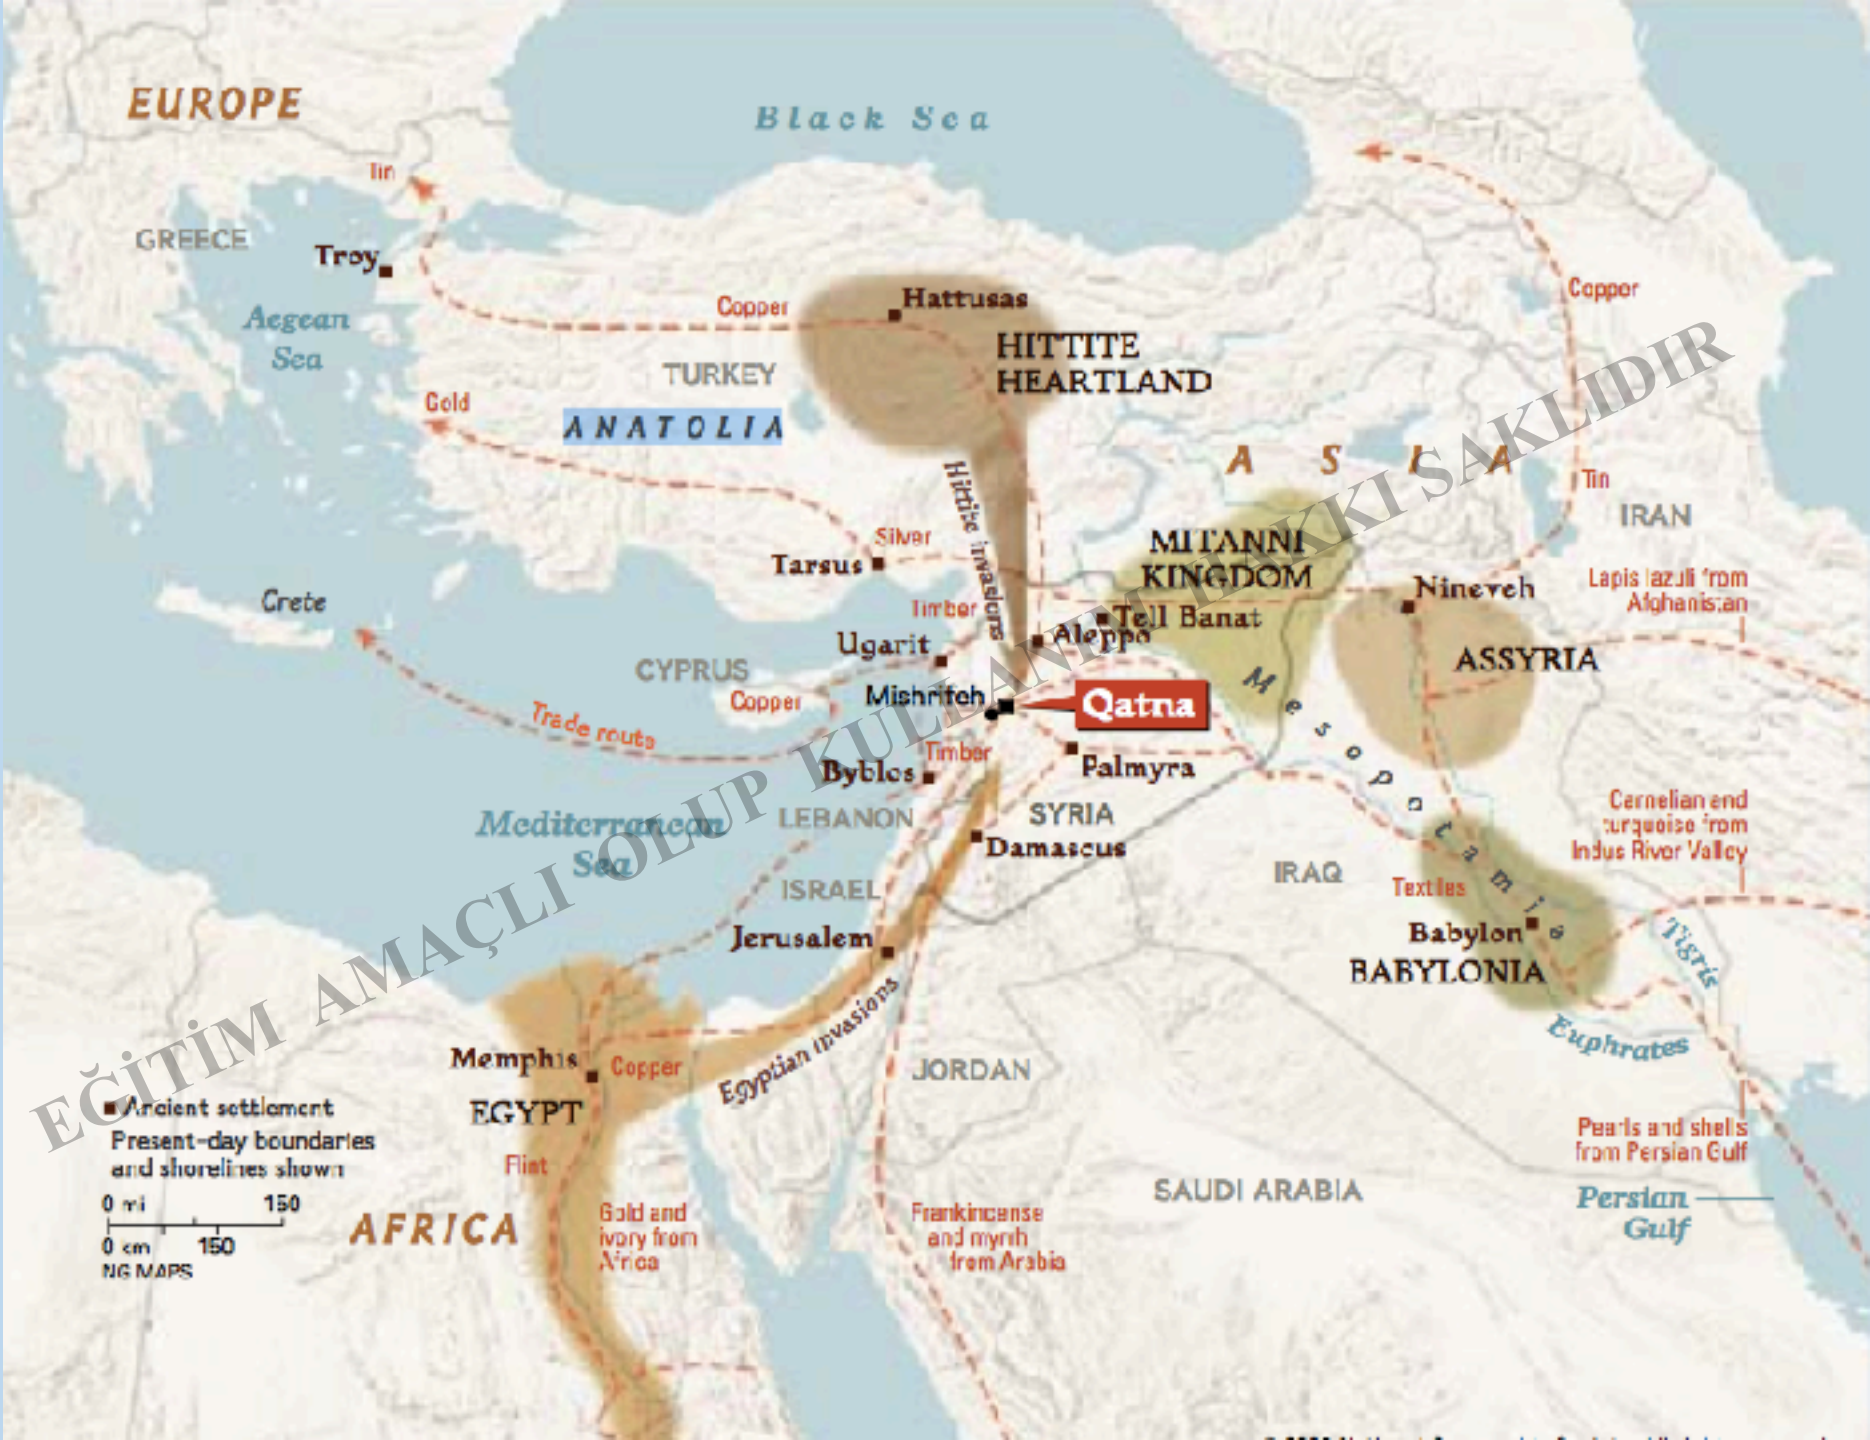 EUROPE
Black Sea
Tin
GREECE
Troy
Aegean
Sea
Copper
Hattusas
HITTITE
HEARTLAND
Copper
TURKEY
ANATOLIA
Gold
ASIA
Tin
IRAN
Hittite invasions
Silver
Tarsus
MITANNI
KINGDOM
Nineveh
Lapis lazuli from
Afghanistan
Crete
Timber
Tell Banat
Aleppo
Ugarit
ASSYRIA
CYPRUS
Copper
Mishrifeh
Qatna
Mesopotamia
Trade route
Timber
Byblos
Palmyra
Mediterranean
Sea
LEBANON
SYRIA
Damascus
Carnelian and
turquoise from
Indus River Valley
ISRAEL
IRAQ
Textiles
Jerusalem
Babylon
BABYLONIA
Tigris
Euphrates
Egyptian invasions
Memphis
Copper
EGYPT
JORDAN
Ancient settlement
Present-day boundaries
and shorelines shown
0 mi 150
0 cm 150
NG MAPS
Flint
AFRICA
Gold and
ivory from
Africa
Frankincense
and myrrh
from Arabia
SAUDI ARABIA
Pearls and shells
from Persian Gulf
Persian
Gulf
EĞİTİM AMAÇLI OLUP KULLANIM HAKKI SAKLIDIR